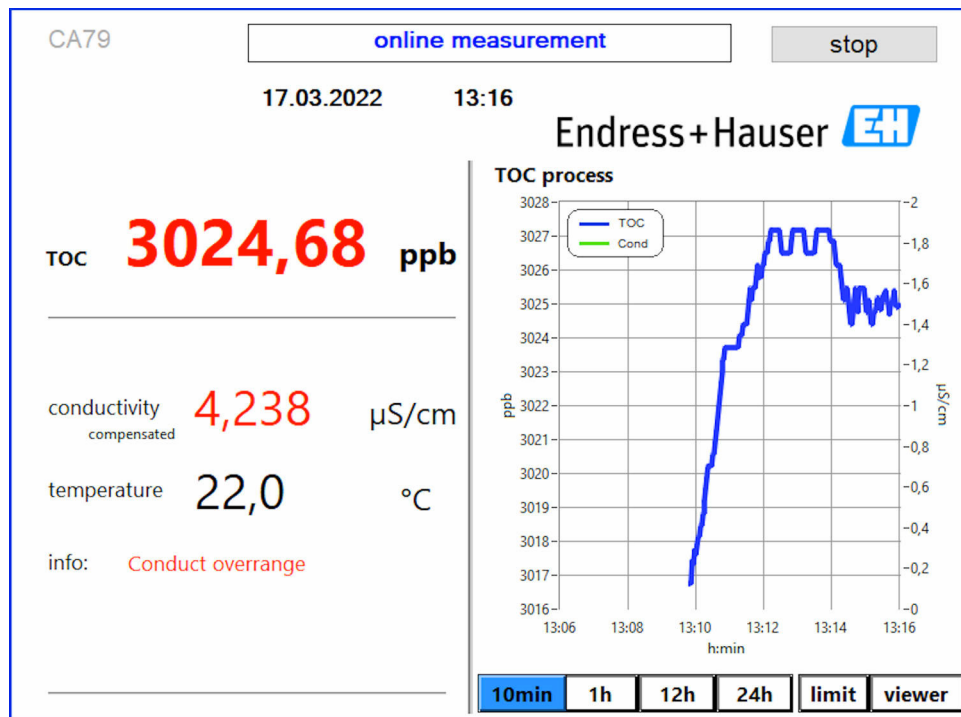 CA79
online measurement
stop
17.03.2022 13:16
Endress+Hauser EH
TOC 3024,68 ppb
conductivity 4,238 µS/cm
compensated
temperature 22,0 °C
info: Conduct overrange
TOC process
TOC
Cond
3028
3027
3026
3025
3024
3023
3022
3021
3020
3019
3018
3017
3016
ppb
2
1,8
1,6
1,4
1,2
1
0,8
0,6
0,4
0,2
0
µS/cm
13:06 13:08 13:10 13:12 13:14 13:16
h:min
10min 1h 12h 24h limit viewer